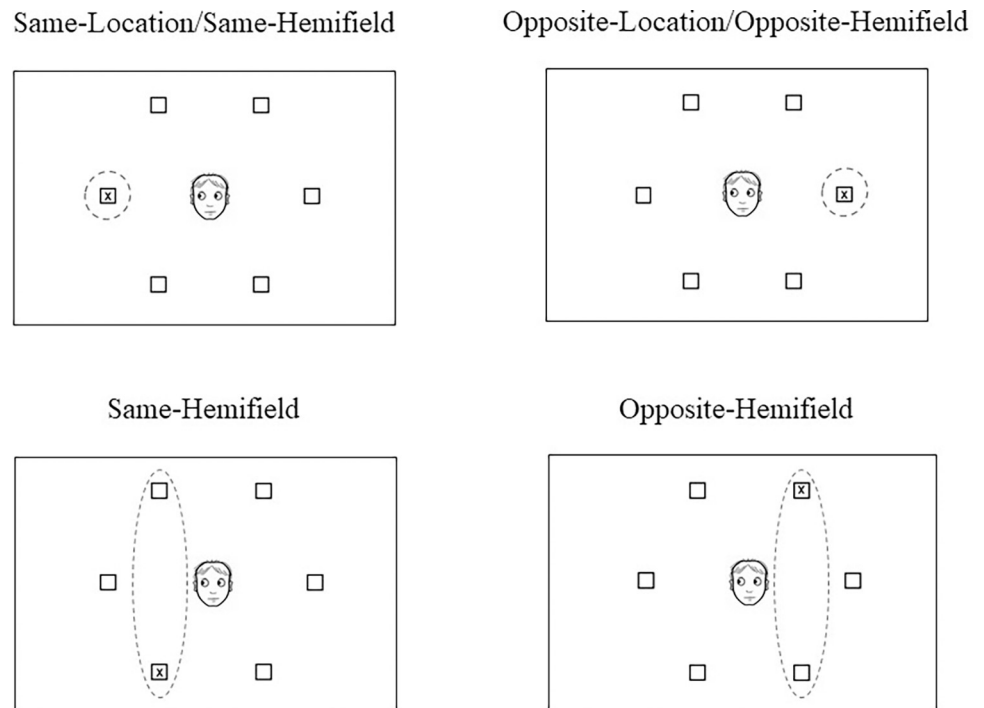 Same-Location/Same-Hemifield
Opposite-Location/Opposite-Hemifield
x
x
Same-Hemifield
Opposite-Hemifield
x
x